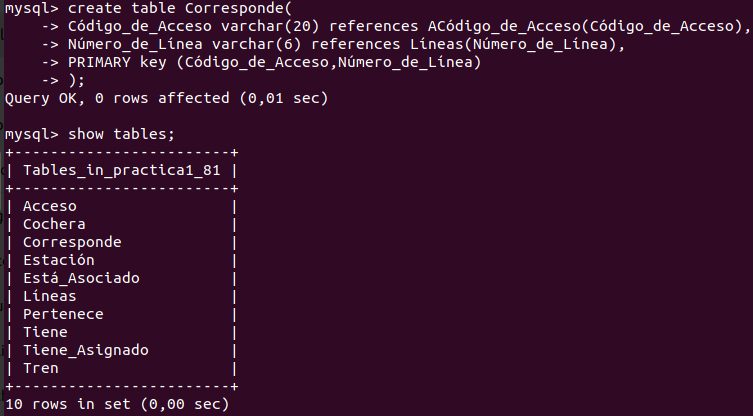 mysql> create table Corresponde(
    -> Código_de_Acceso varchar(20) references ACódigo_de_Acceso(Código_de_Acceso),
    -> Número_de_Línea varchar(6) references Líneas(Número_de_Línea),
    -> PRIMARY key (Código_de_Acceso,Número_de_Línea)
    -> );
Query OK, 0 rows affected (0,01 sec)

mysql> show tables;
+------------------------+
| Tables_in_practica1_81 |
+------------------------+
| Acceso                 |
| Cochera                |
| Corresponde            |
| Estación               |
| Está_Asociado          |
| Líneas                 |
| Pertenece              |
| Tiene                  |
| Tiene_Asignado         |
| Tren                   |
+------------------------+
10 rows in set (0,00 sec)